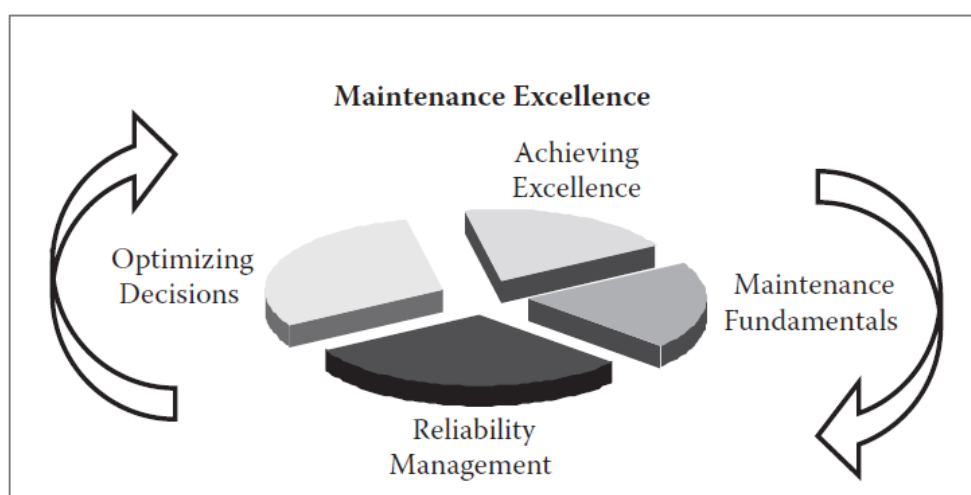 Maintenance Excellence
Achieving
Excellence
Optimizing
Decisions
Maintenance
Fundamentals
Reliability
Management